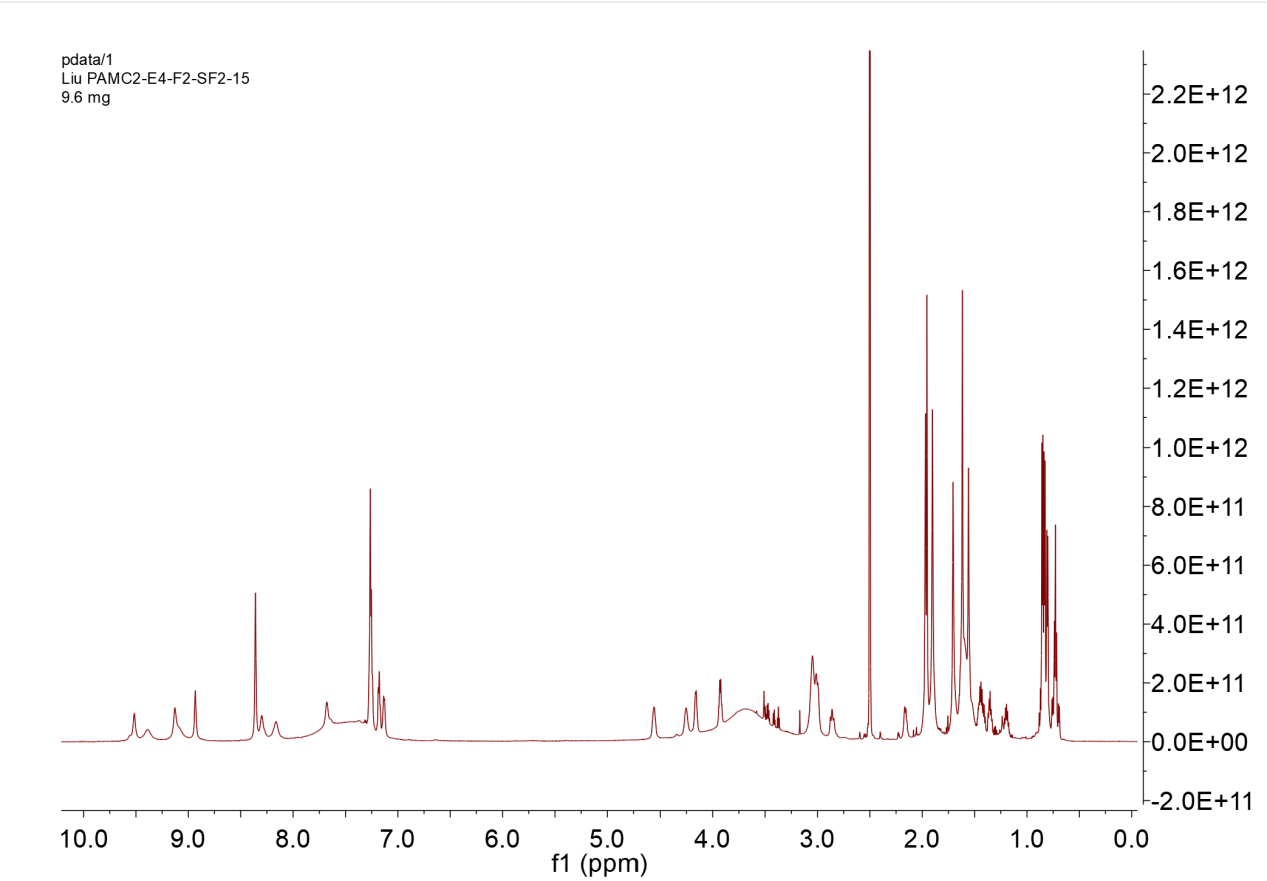 pdata/1
Liu PAMC2-E4-F2-SF2-15
9.6 mg
2.2E+12
2.0E+12
1.8E+12
1.6E+12
1.4E+12
1.2E+12
1.0E+12
8.0E+11
6.0E+11
4.0E+11
2.0E+11
0.0E+00
-2.0E+11
10.0 9.0 8.0 7.0 6.0 5.0 4.0 3.0 2.0 1.0 0.0
f1 (ppm)